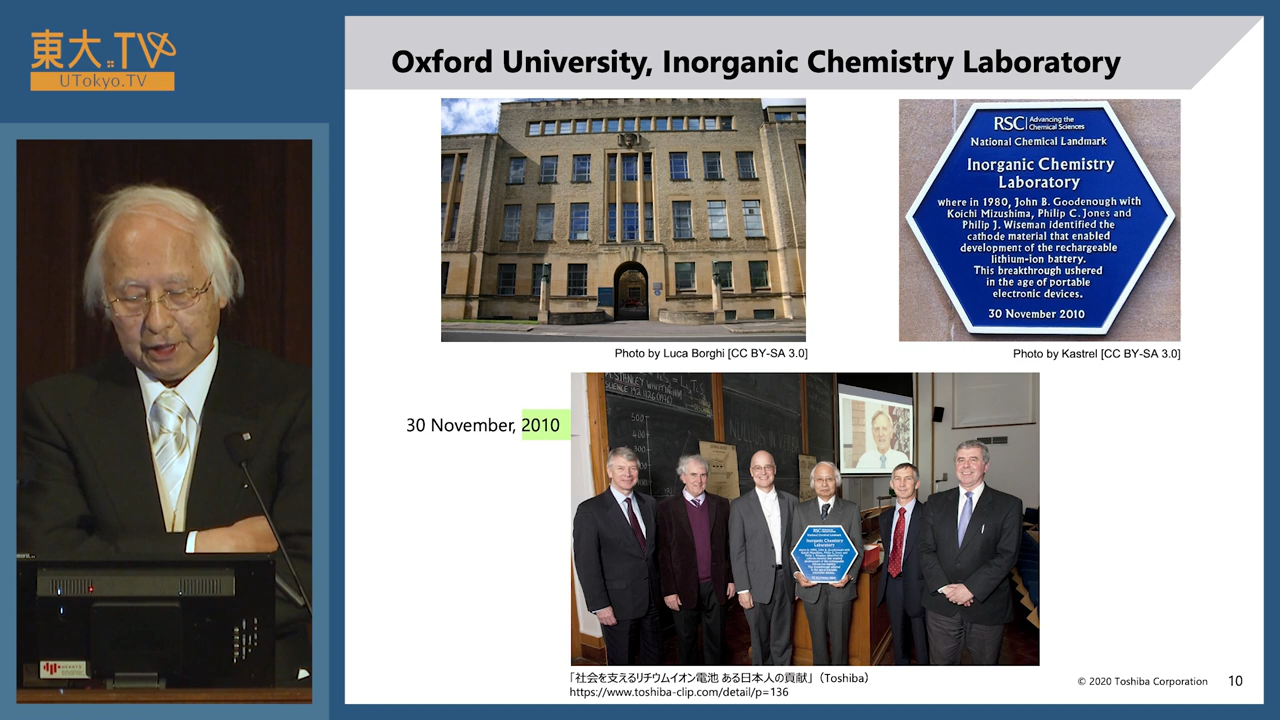 東大.TV
UTokyo.TV
Oxford University, Inorganic Chemistry Laboratory
RSC Advancing the
Chemical Sciences
National Chemical Landmark
Inorganic Chemistry
Laboratory
where in 1980, John B. Goodenough with
Koichi Mizushima, Philip C. Jones and
Philip J. Wiseman identified the
cathode material that enabled
development of the rechargeable
lithium-ion battery.
This breakthrough ushered
in the age of portable
electronic devices.
30 November 2010
Photo by Luca Borghi [CC BY-SA 3.0]
Photo by Kastrel [CC BY-SA 3.0]
30 November, 2010
RSC
Inorganic Chemistry
Laboratory
「社会を支えるリチウムイオン電池 ある日本人の貢献」（Toshiba）
https://www.toshiba-clip.com/detail/p=136
© 2020 Toshiba Corporation
10